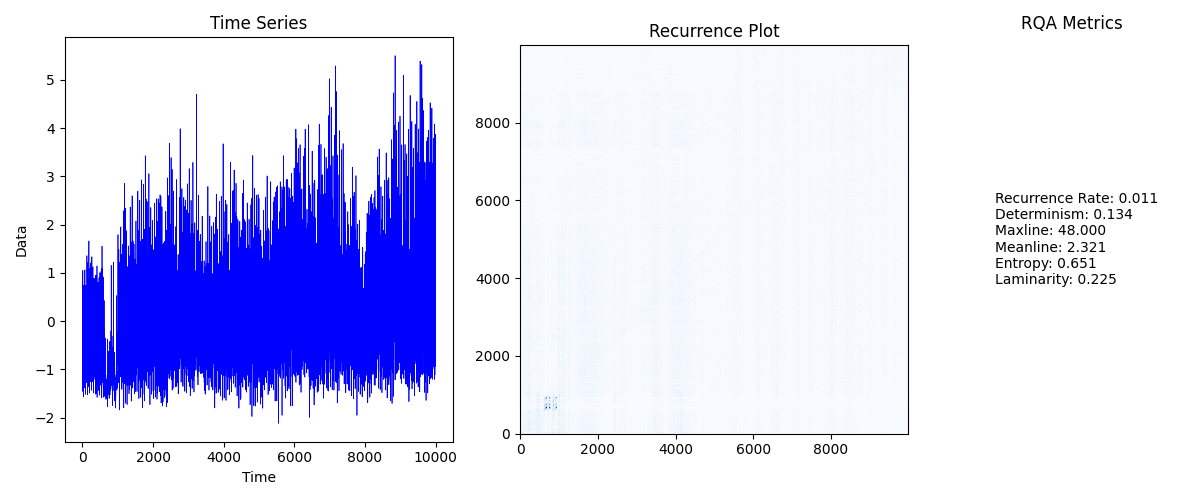 Time Series
5
4
3
2
1
0
−1
−2
Data
0 2000 4000 6000 8000 10000
Time
Recurrence Plot
8000
6000
4000
2000
0
0 2000 4000 6000 8000
RQA Metrics
Recurrence Rate: 0.011
Determinism: 0.134
Maxline: 48.000
Meanline: 2.321
Entropy: 0.651
Laminarity: 0.225